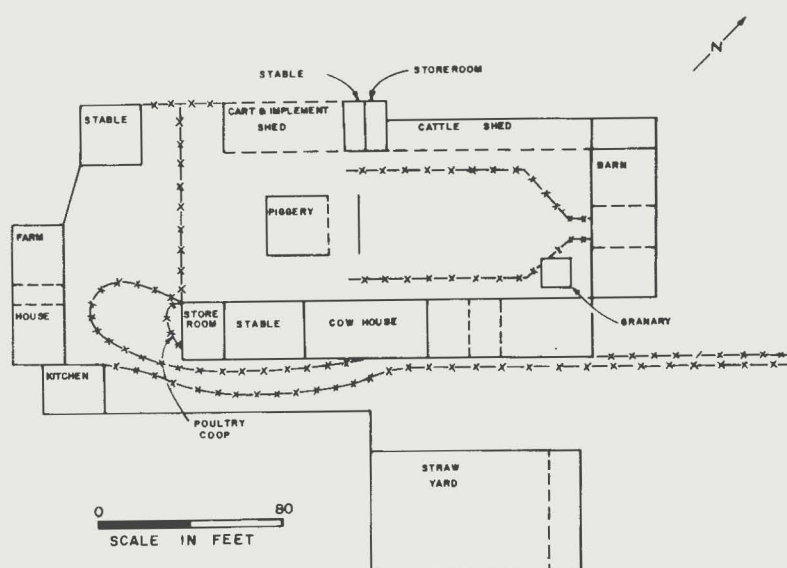 N
STABLE
STOREROOM
STABLE
CART & IMPLEMENT
SHED
CATTLE SHED
BARN
PIGGERY
FARM
HOUSE
STORE
ROOM
STABLE
COW HOUSE
GRANARY
KITCHEN
POULTRY
COOP
STRAW
YARD
0 80
SCALE IN FEET